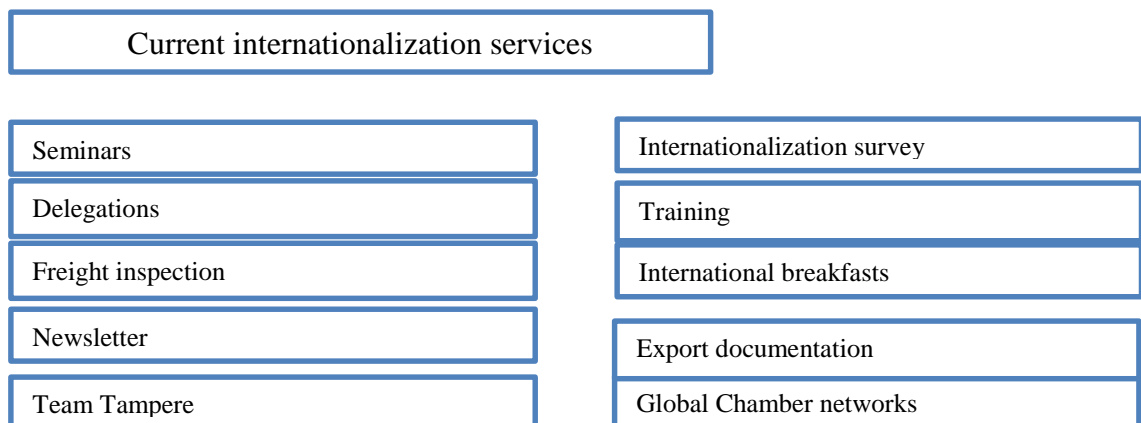 Current internationalization services
Seminars
Delegations
Freight inspection
Newsletter
Team Tampere
Internationalization survey
Training
International breakfasts
Export documentation
Global Chamber networks